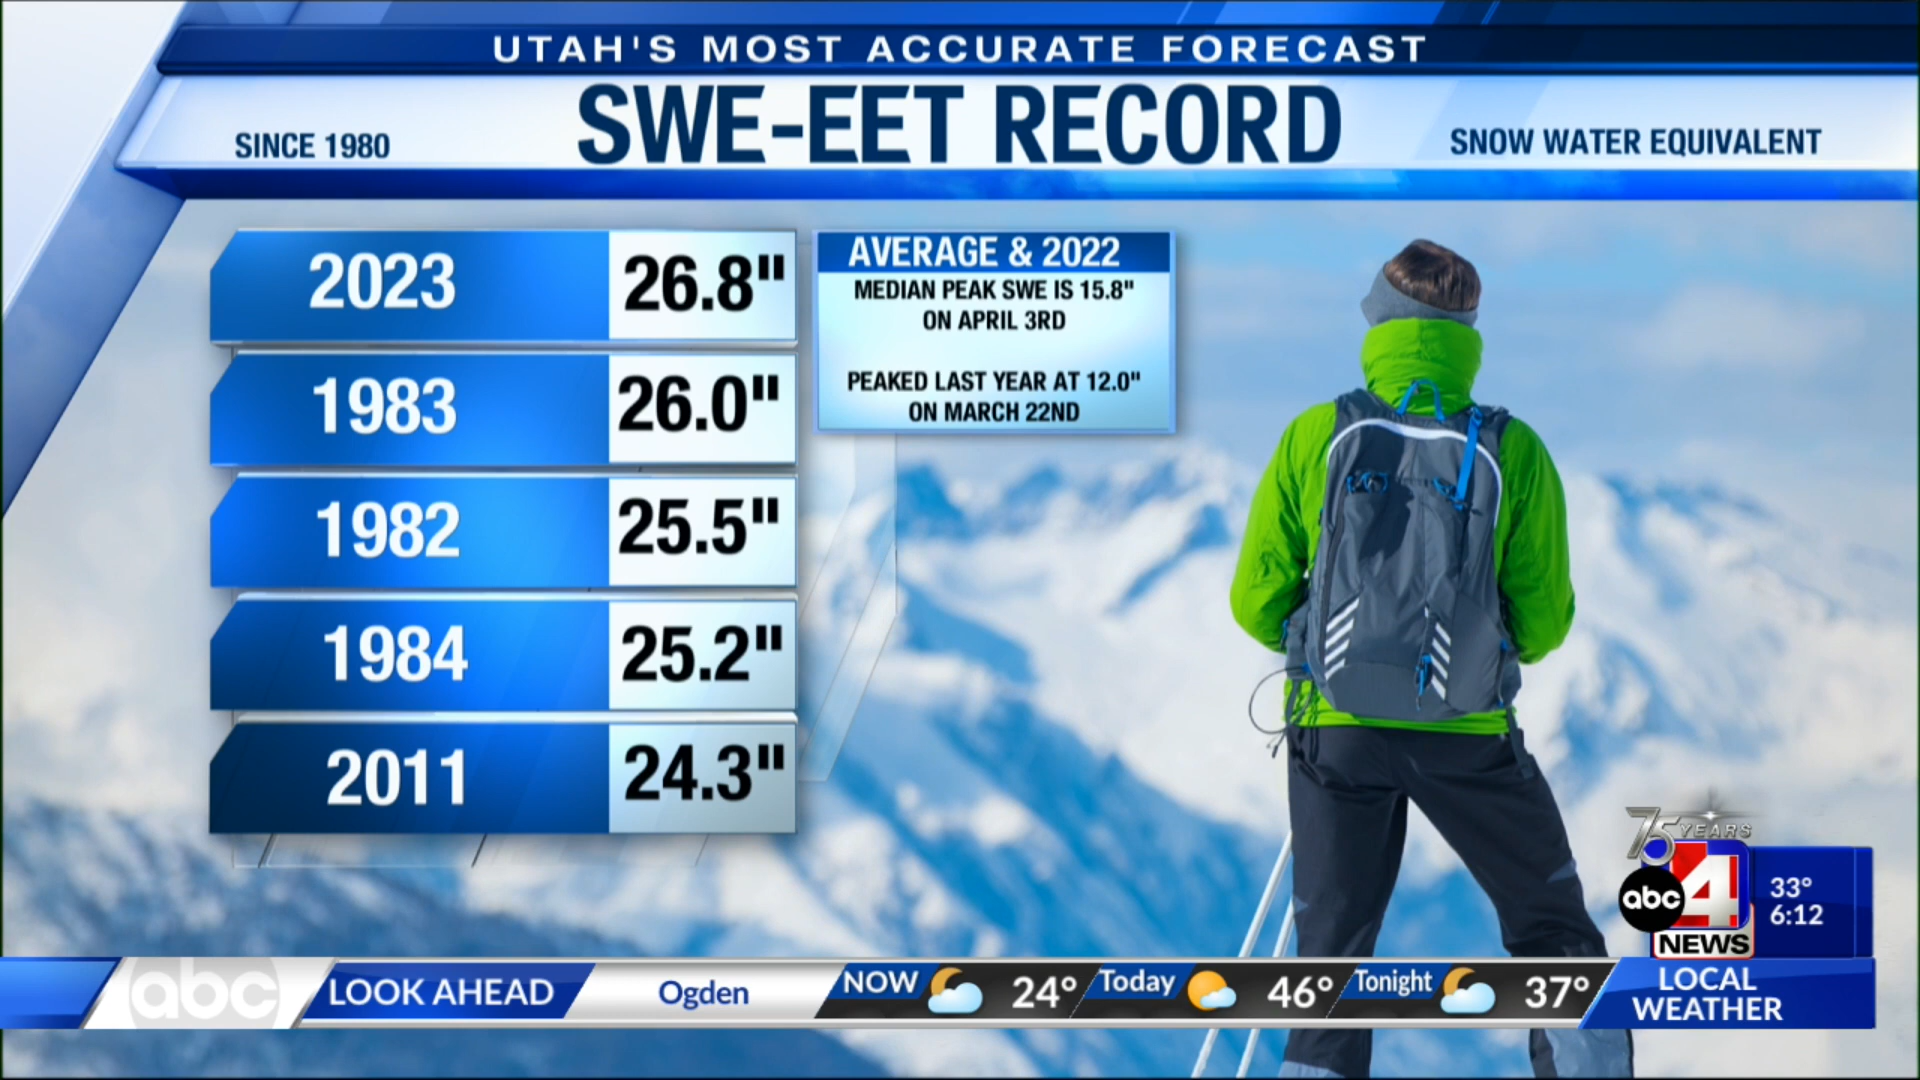 UTAH'S MOST ACCURATE FORECAST
SINCE 1980
SWE-EET RECORD
SNOW WATER EQUIVALENT
2023 26.8"
1983 26.0"
1982 25.5"
1984 25.2"
2011 24.3"
AVERAGE & 2022
MEDIAN PEAK SWE IS 15.8"
ON APRIL 3RD
PEAKED LAST YEAR AT 12.0"
ON MARCH 22ND
75 YEARS
abc 4
NEWS
33°
6:12
abc
LOOK AHEAD
Ogden
NOW 24°
Today 46°
Tonight 37°
LOCAL
WEATHER